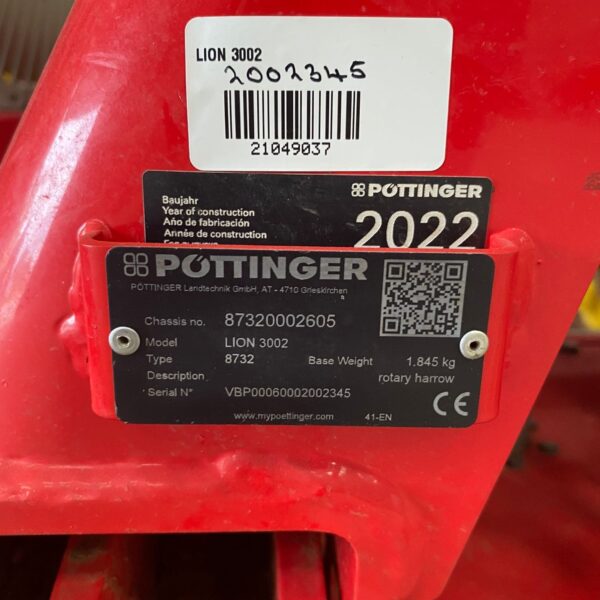 LION 3002
2002345
21049037
Baujahr
Year of construction
Año de fabricación
Année de construction
PÖTTINGER
2022
PÖTTINGER
PÖTTINGER Landtechnik GmbH, AT - 4710 Grieskirchen
Chassis no. 87320002605
Model LION 3002
Type 8732 Base Weight 1.845 kg
Description rotary harrow
Serial N° VBP00060002002345
www.mypoettinger.com 41-EN CE